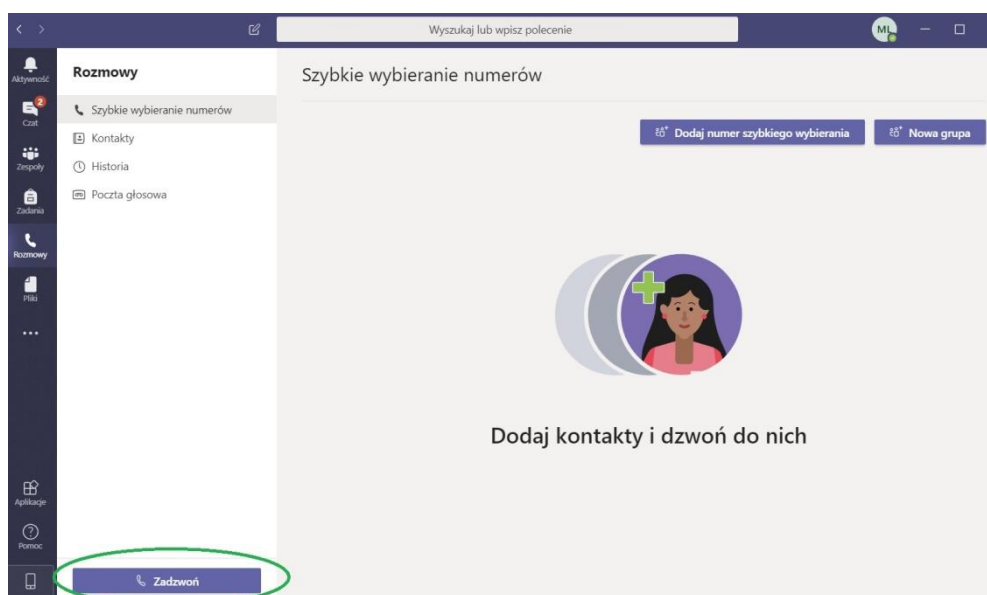 Wyszukaj lub wpisz polecenie
ML
Aktywność
2
Czat
Zespoły
Zadania
Rozmowy
Pliki
Aplikacje
Pomoc
Rozmowy
Szybkie wybieranie numerów
Kontakty
Historia
Poczta głosowa
Zadzwoń
Szybkie wybieranie numerów
Dodaj numer szybkiego wybierania
Nowa grupa
Dodaj kontakty i dzwoń do nich